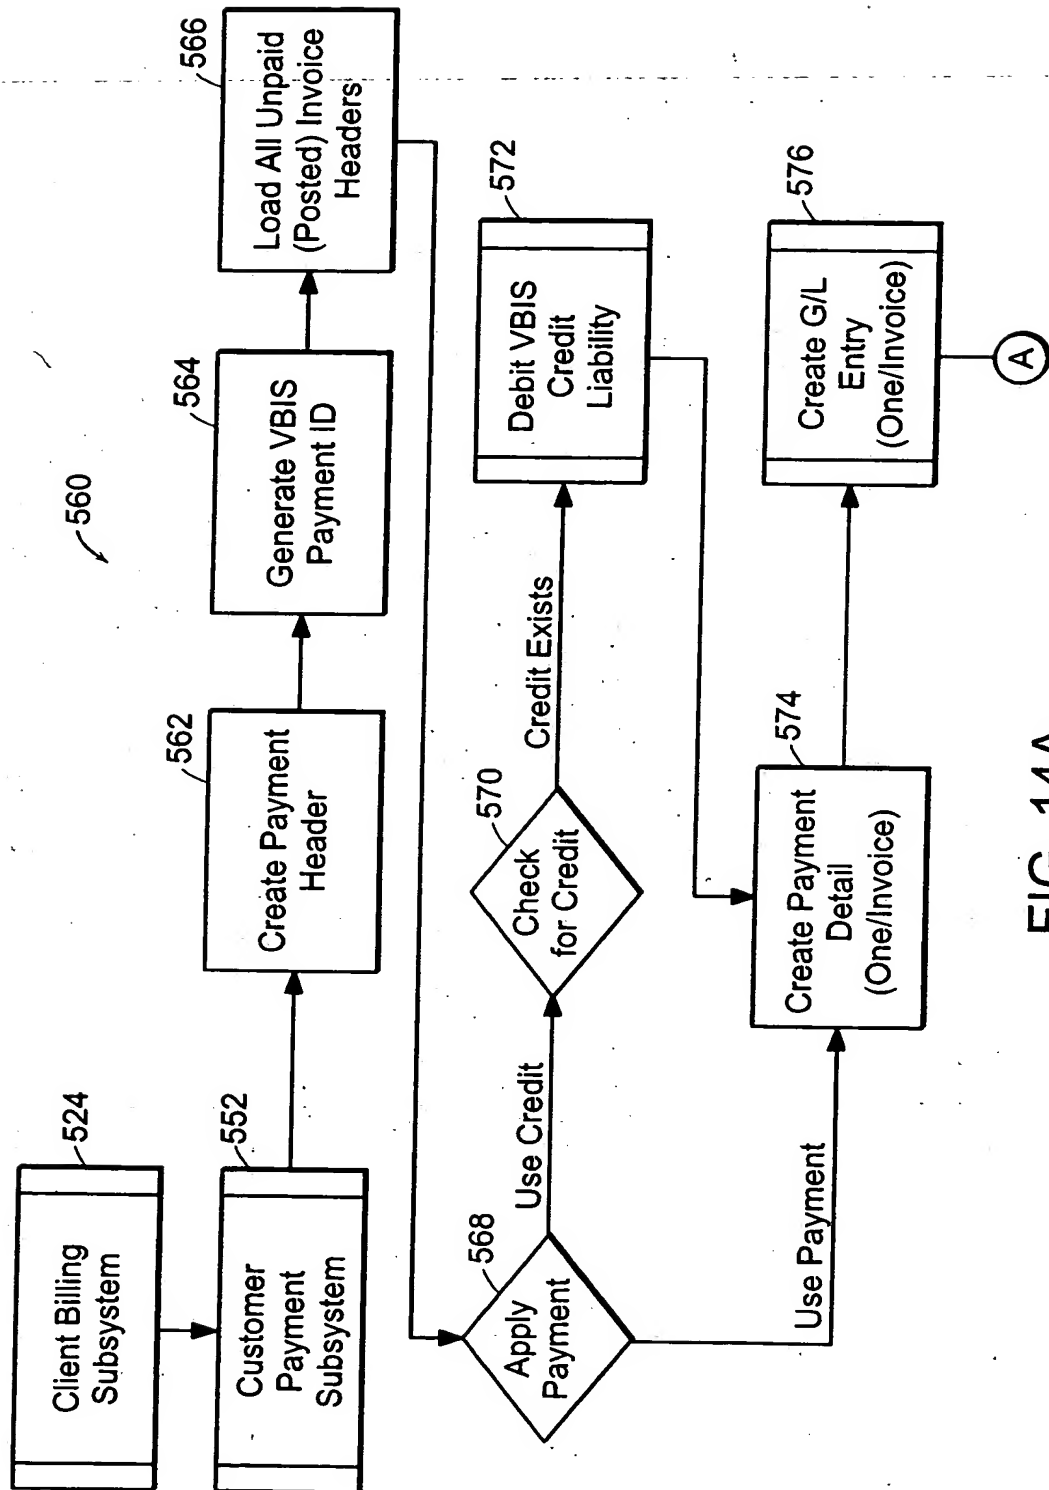 560
524
Client Billing
Subsystem
552
Customer
Payment
Subsystem
562
Create Payment
Header
564
Generate VBIS
Payment ID
566
Load All Unpaid
(Posted) Invoice
Headers
568
Apply
Payment
Use Credit
570
Check
for Credit
Credit Exists
572
Debit VBIS
Credit
Liability
Use Payment
574
Create Payment
Detail
(One/Invoice)
576
Create G/L
Entry
(One/Invoice)
A
FIG. 14A